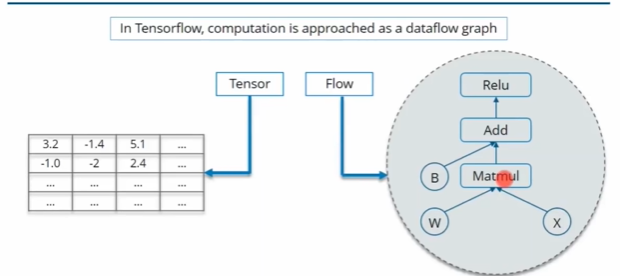 In Tensorflow, computation is approached as a dataflow graph
Tensor
Flow
3.2 -1.4 5.1 ...
-1.0 -2 2.4 ...
... ... ... ...
... ... ... ...
Relu
Add
B
Matmul
W
X